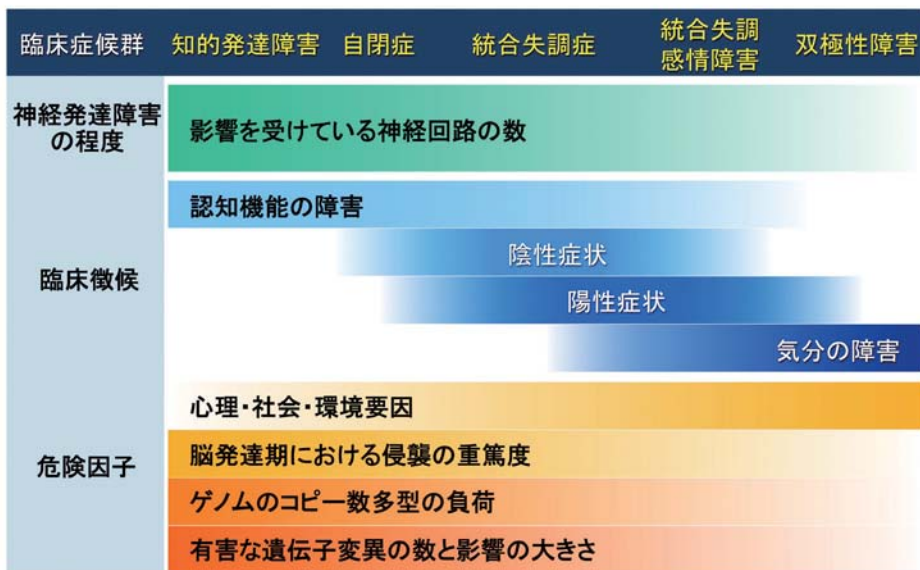 臨床症候群 知的発達障害 自閉症 統合失調症 統合失調 双極性障害
感情障害
神経発達障害
の程度
影響を受けている神経回路の数
臨床徴候
認知機能の障害
陰性症状
陽性症状
気分の障害
危険因子
心理・社会・環境要因
脳発達期における侵襲の重篤度
ゲノムのコピー数多型の負荷
有害な遺伝子変異の数と影響の大きさ